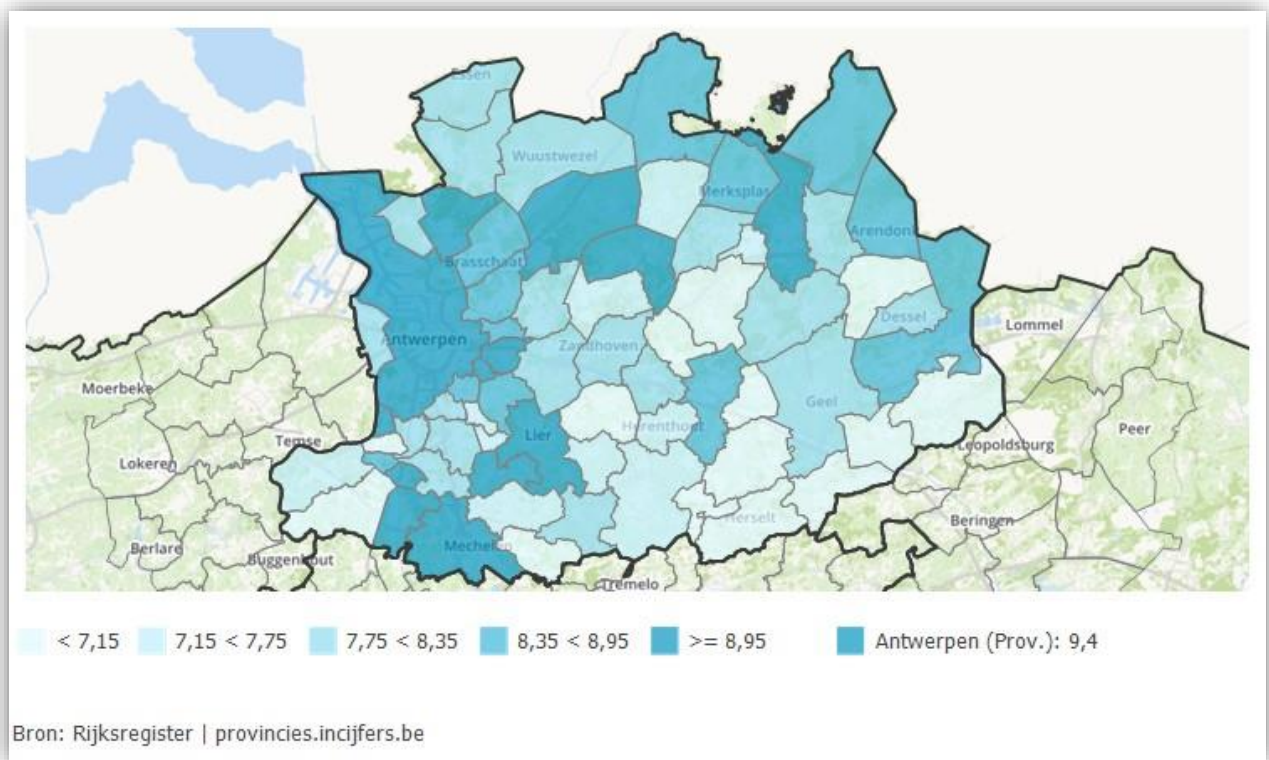 Essen
Wuustwezel
Merksplas
Arendonk
Brasschaat
Dessel
Lommel
Antwerpen
Zandhoven
Moerbeke
Geel
Lier
Herenthout
Peer
Temse
Leopoldsburg
Lokeren
Herselt
Beringen
Berlare
Mechelen
Buggenhout
Tremelo
< 7,15 7,15 < 7,75 7,75 < 8,35 8,35 < 8,95 >= 8,95 Antwerpen (Prov.): 9,4
Bron: Rijksregister | provincies.incijfers.be